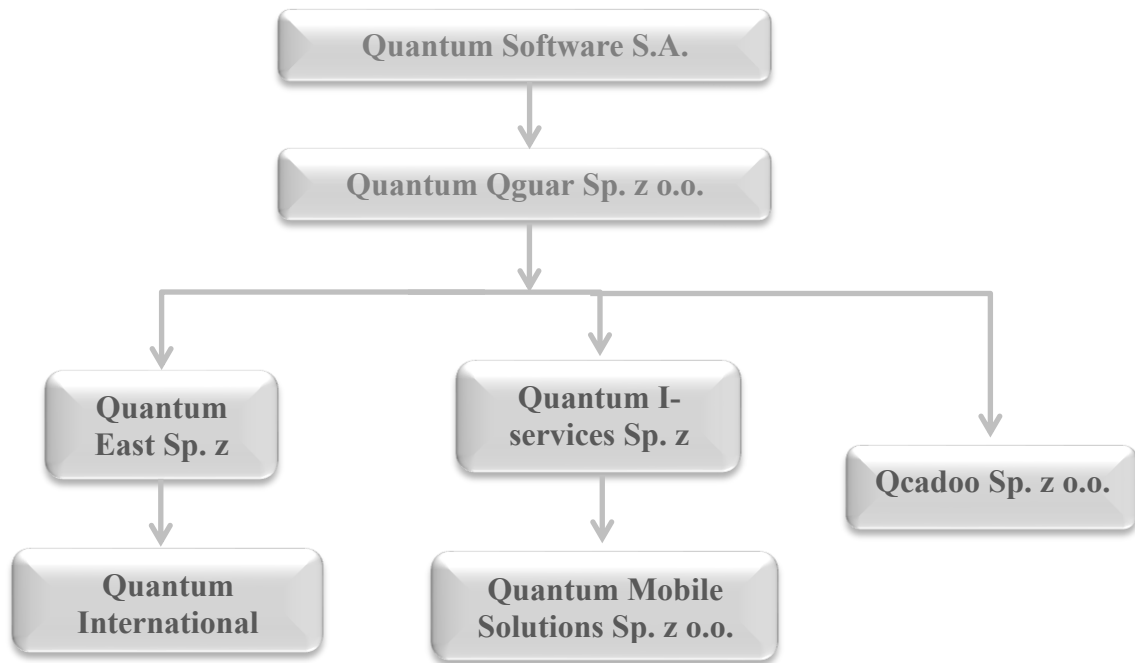 Quantum Software S.A.
Quantum Qguar Sp. z o.o.
Quantum
East Sp. z
Quantum I-
services Sp. z
Qcadoo Sp. z o.o.
Quantum
International
Quantum Mobile
Solutions Sp. z o.o.